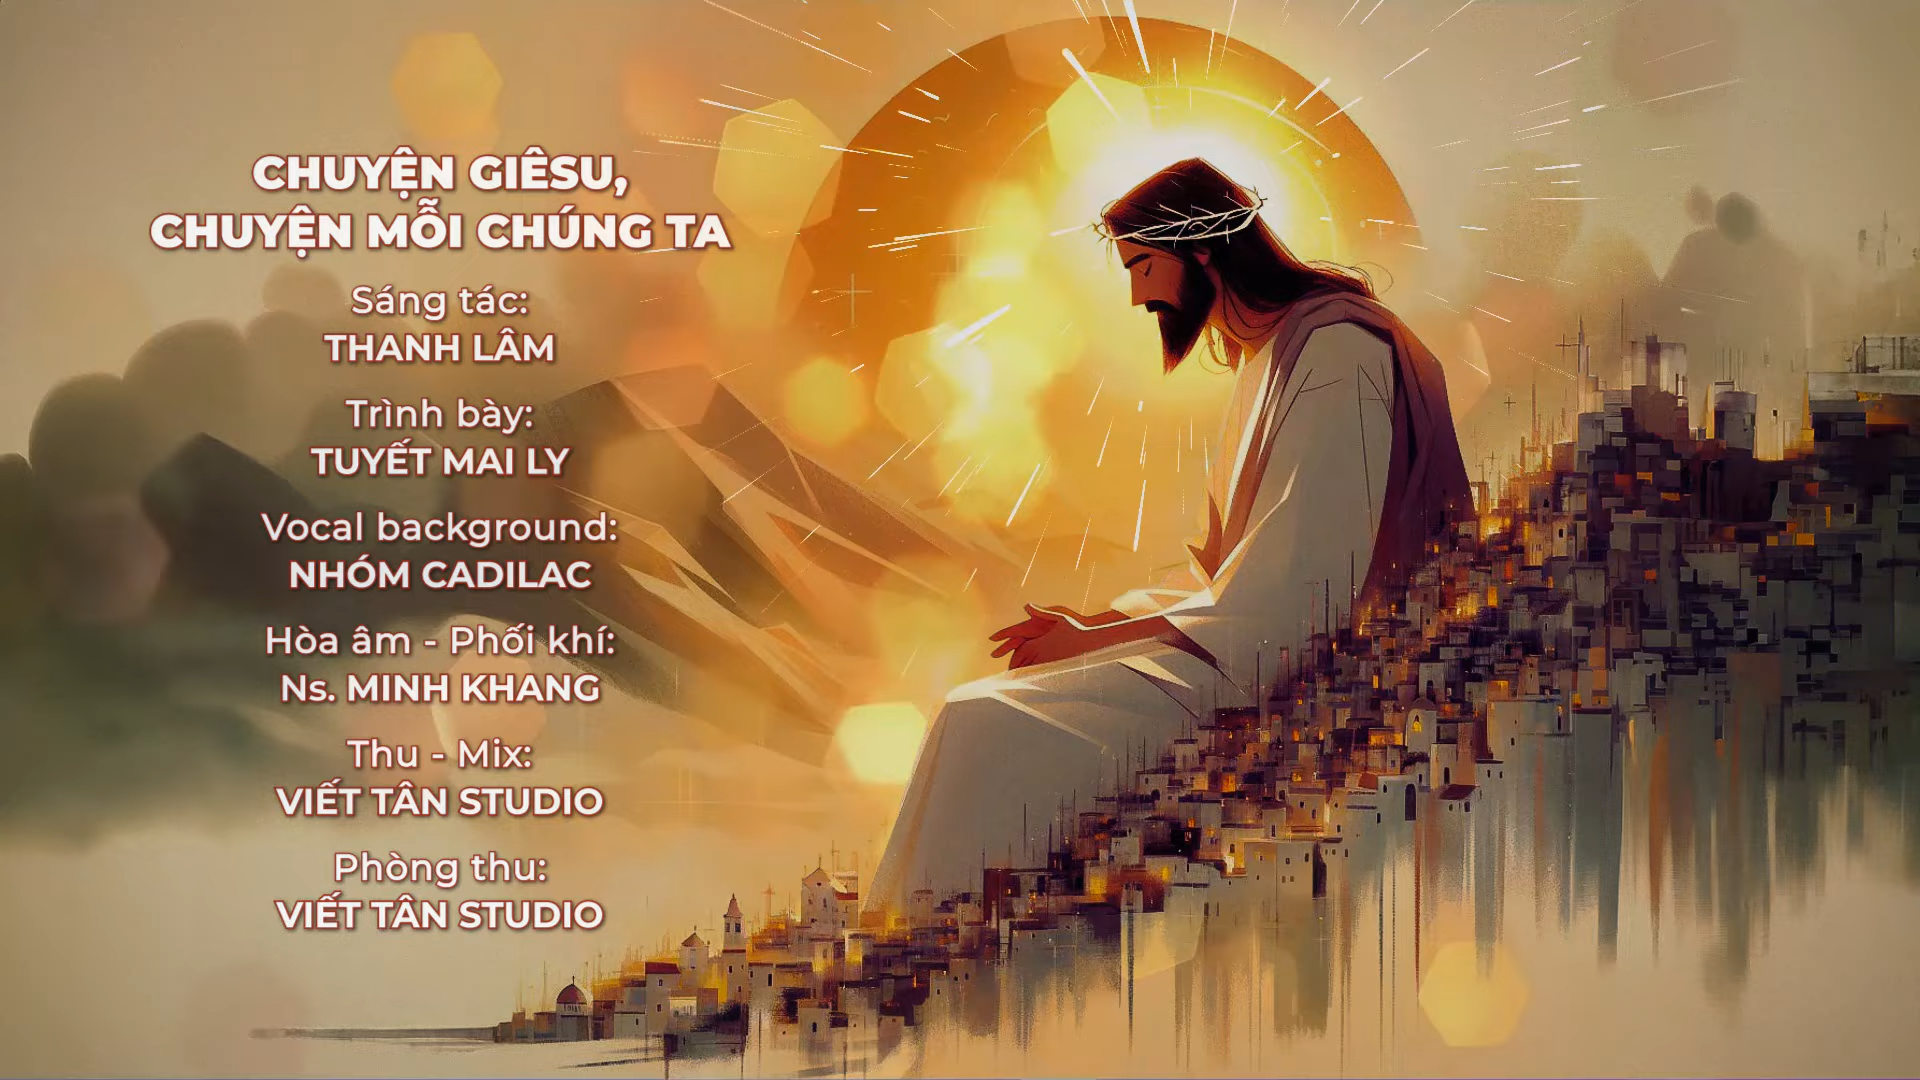 CHUYỆN GIÊSU,
CHUYỆN MỖI CHÚNG TA
Sáng tác:
THANH LÂM
Trình bày:
TUYẾT MAI LY
Vocal background:
NHÓM CADILAC
Hòa âm - Phối khí:
Ns. MINH KHANG
Thu - Mix:
VIẾT TÂN STUDIO
Phòng thu:
VIẾT TÂN STUDIO